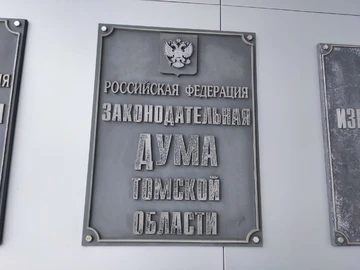 РОССИЙСКАЯ ФЕДЕРАЦИЯ
ЗАКОНОДАТЕЛЬНАЯ
ДУМА
ТОМСКОЙ
ОБЛАСТИ